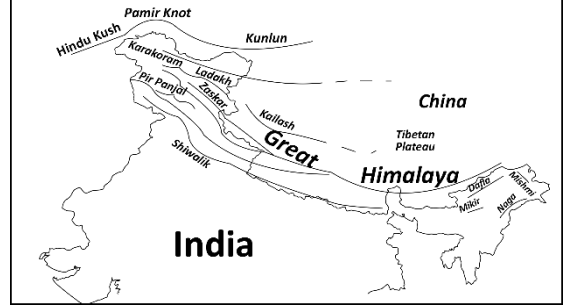 Pamir Knot
Hindu Kush
Kunlun
Karakoram
Ladakh
Zaskar
Pir Panjal
China
Kailash
Great
Tibetan
Plateau
Shiwalik
Himalaya
Dafla
Mishmi
Mikir
Naga
India